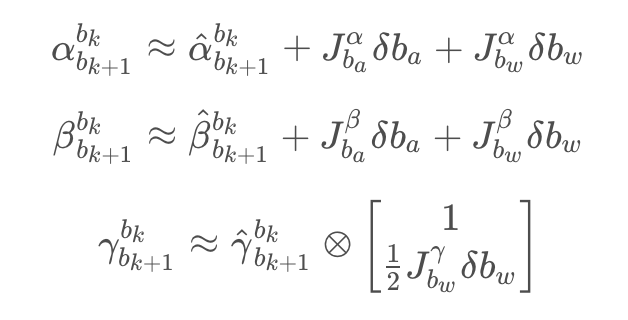 $\alpha_{b_{k+1}}^{b_k} \approx \hat{\alpha}_{b_{k+1}}^{b_k} + J_{b_a}^{\alpha} \delta b_a + J_{b_w}^{\alpha} \delta b_w$
$\beta_{b_{k+1}}^{b_k} \approx \hat{\beta}_{b_{k+1}}^{b_k} + J_{b_a}^{\beta} \delta b_a + J_{b_w}^{\beta} \delta b_w$
$\gamma_{b_{k+1}}^{b_k} \approx \hat{\gamma}_{b_{k+1}}^{b_k} \otimes \begin{bmatrix} 1 \\ \frac{1}{2} J_{b_w}^{\gamma} \delta b_w \end{bmatrix}$